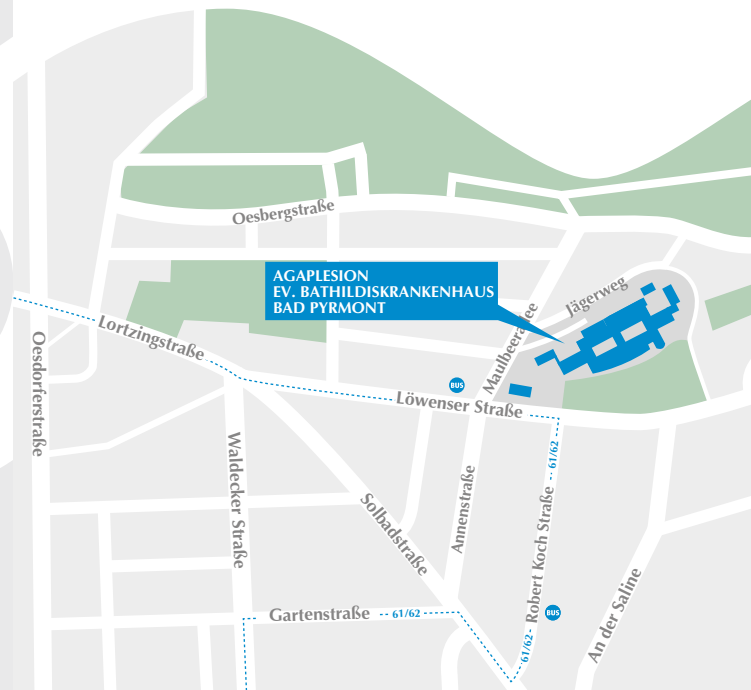 Oesbergstraße
AGAPLESION
EV. BATHILDISKRANKENHAUS
BAD PYRMONT
Jägerweg
Lortzingstraße
Oesdorferstraße
Maulbeerallee
BUS
Löwenser Straße
Waldecker Straße
61/62
Solbadstraße
Annenstraße
Robert Koch Straße
An der Saline
Gartenstraße
61/62
BUS
61/62